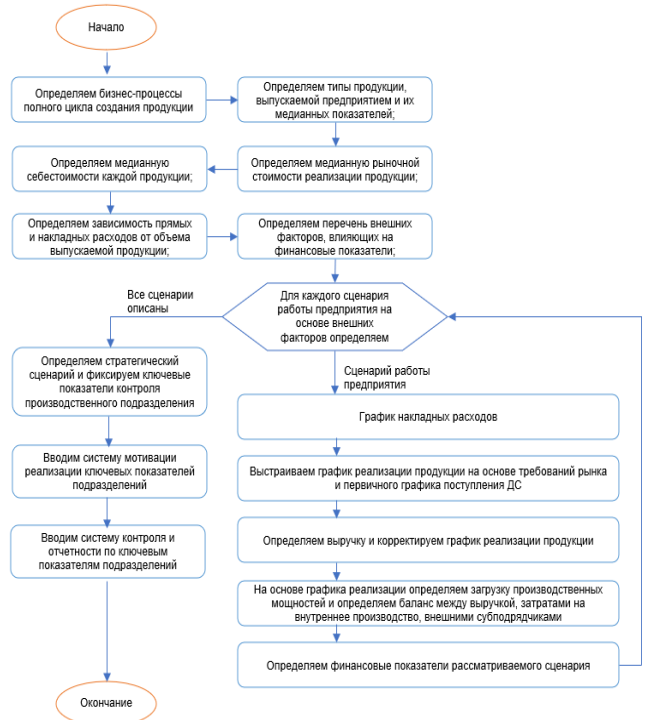 Начало
Определяем бизнес-процессы
полного цикла создания продукции
Определяем типы продукции,
выпускаемой предприятием и их
медианных показателей;
Определяем медианную рыночной
стоимости реализации продукции;
Определяем медианную
себестоимости каждой продукции;
Определяем зависимость прямых
и накладных расходов от объема
выпускаемой продукции;
Определяем перечень внешних
факторов, влияющих на
финансовые показатели;
Для каждого сценария
работы предприятия на
основе внешних
факторов определяем
Все сценарии
описаны
Определяем стратегический
сценарий и фиксируем ключевые
показатели контроля
производственного подразделения
Вводим систему мотивации
реализации ключевых показателей
подразделений
Вводим систему контроля и
отчетности по ключевым
показателям подразделений
Окончание
Сценарий работы
предприятия
График накладных расходов
Выстраиваем график реализации продукции на основе требований рынка
и первичного графика поступления ДС
Определяем выручку и корректируем график реализации продукции
На основе графика реализации определяем загрузку производственных
мощностей и определяем баланс между выручкой, затратами на
внутреннее производство, внешними субподрядчиками
Определяем финансовые показатели рассматриваемого сценария